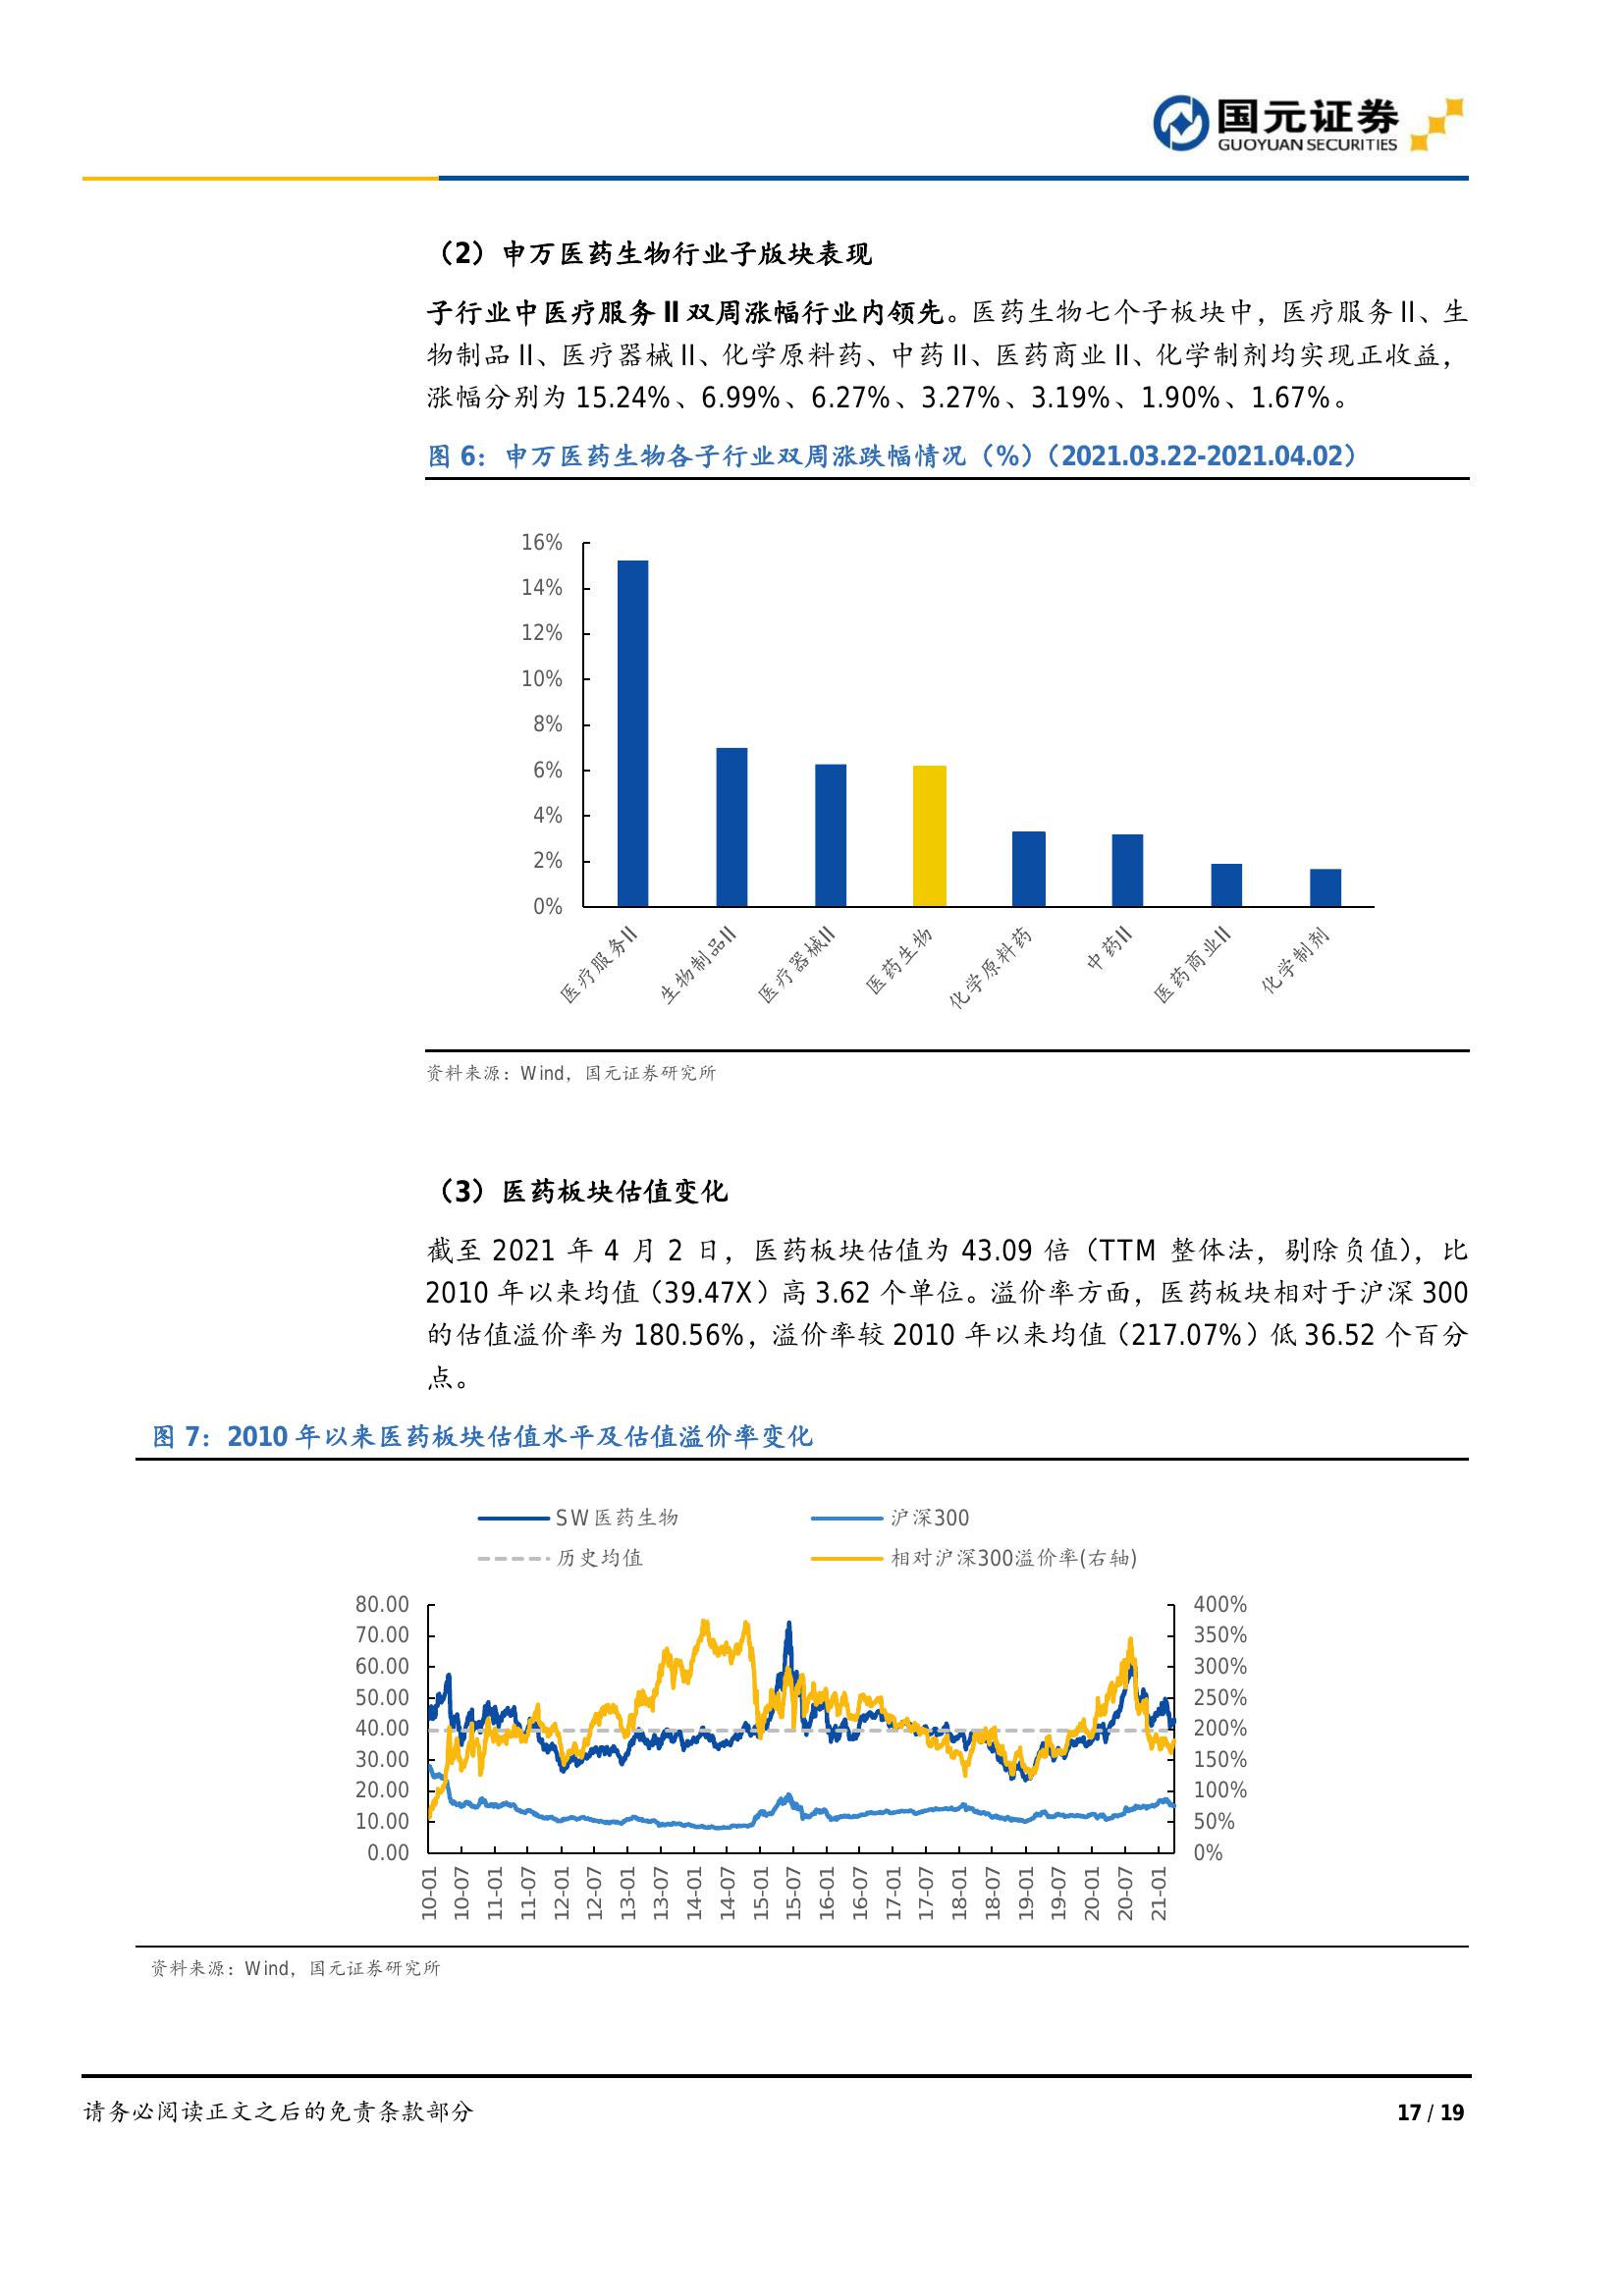 国元证券
GUOYUAN SECURITIES
（2）申万医药生物行业子版块表现
子行业中医疗服务 II 双周涨幅行业内领先。医药生物七个子板块中，医疗服务 II、生
物制品 II、医疗器械 II、化学原料药、中药 II、医药商业 II、化学制剂均实现正收益，
涨幅分别为 15.24%、6.99%、6.27%、3.27%、3.19%、1.90%、1.67%。
图 6：申万医药生物各子行业双周涨跌幅情况（%）（2021.03.22-2021.04.02）
16%
14%
12%
10%
8%
6%
4%
2%
0%
医疗服务II
生物制品II
医疗器械II
医药生物
化学原料药
中药II
医药商业II
化学制剂
资料来源：Wind，国元证券研究所
（3）医药板块估值变化
截至 2021 年 4 月 2 日，医药板块估值为 43.09 倍（TTM 整体法，剔除负值），比
2010 年以来均值（39.47X）高 3.62 个单位。溢价率方面，医药板块相对于沪深 300
的估值溢价率为 180.56%，溢价率较 2010 年以来均值（217.07%）低 36.52 个百分
点。
图 7：2010 年以来医药板块估值水平及估值溢价率变化
SW医药生物
沪深300
历史均值
相对沪深300溢价率(右轴)
80.00
70.00
60.00
50.00
40.00
30.00
20.00
10.00
0.00
400%
350%
300%
250%
200%
150%
100%
50%
0%
10-01
10-07
11-01
11-07
12-01
12-07
13-01
13-07
14-01
14-07
15-01
15-07
16-01
16-07
17-01
17-07
18-01
18-07
19-01
19-07
20-01
20-07
21-01
资料来源：Wind，国元证券研究所
请务必阅读正文之后的免责条款部分
17 / 19